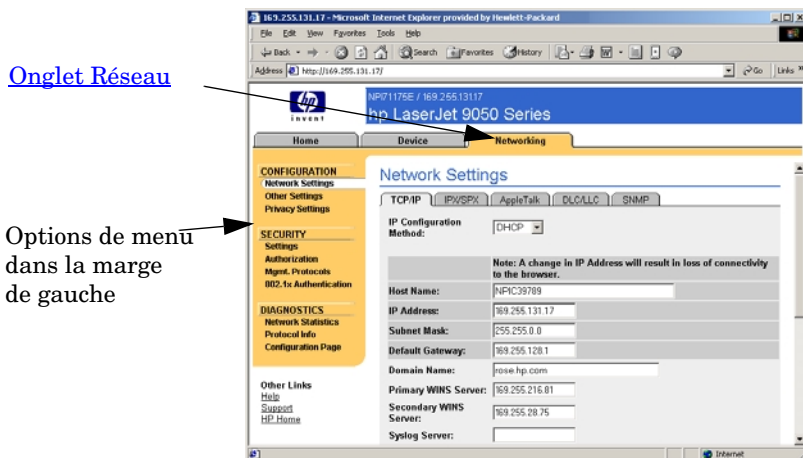 169.255.131.17 - Microsoft Internet Explorer provided by Hewlett-Packard
File Edit View Favorites Tools Help
Back Search Favorites History
Address http://169.255.131.17/ Go Links »
Onglet Réseau
hp
invent
NPI71175E / 169.255.13117
hp LaserJet 9050 Series
Home Device Networking
CONFIGURATION
Network Settings
Other Settings
Privacy Settings
SECURITY
Settings
Authorization
Mgmt. Protocols
802.1x Authentication
DIAGNOSTICS
Network Statistics
Protocol Info
Configuration Page
Other Links
Help
Support
HP Home
Options de menu
dans la marge
de gauche
Network Settings
TCP/IP IPX/SPX AppleTalk DLC/LLC SNMP
IP Configuration
Method: DHCP
Note: A change in IP Address will result in loss of connectivity
to the browser.
Host Name: NPIC39789
IP Address: 169.255.131.17
Subnet Mask: 255.255.0.0
Default Gateway: 169.255.128.1
Domain Name: rose.hp.com
Primary WINS Server: 169.255.216.81
Secondary WINS
Server: 169.255.28.75
Syslog Server:
Internet